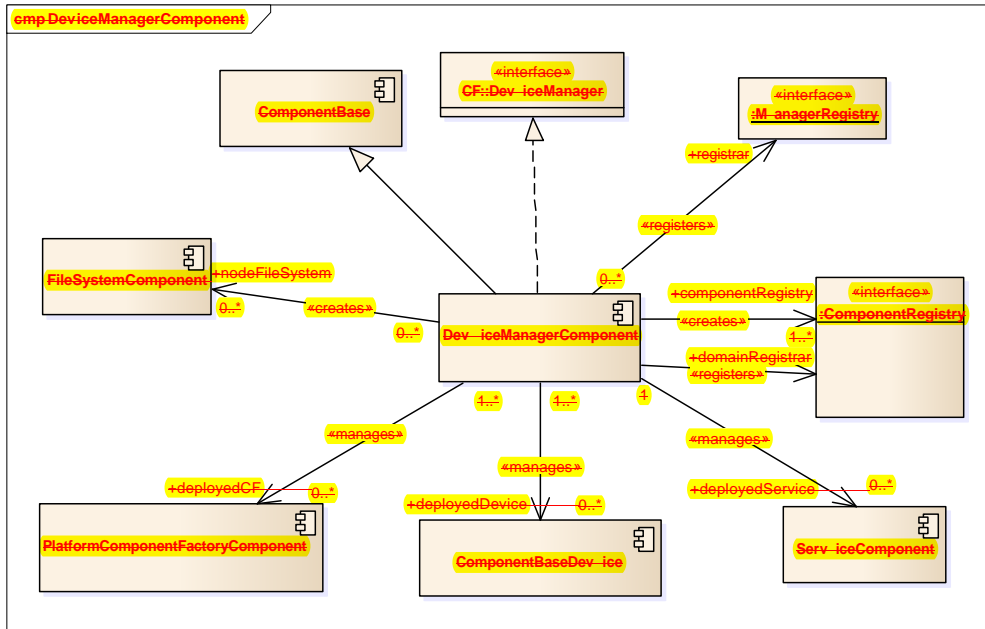 cmp DeviceManagerComponent
«interface»
CF::Dev iceManager
ComponentBase
«interface»
:M anagerRegistry
+registrar
«registers»
0..*
FileSystemComponent
+nodeFileSystem
0..*
«creates»
0..*
Dev iceManagerComponent
+componentRegistry
«creates»
1..*
«interface»
:ComponentRegistry
+domainRegistrar
«registers»
1..*
1..*
1
«manages»
«manages»
«manages»
+deployedCF
0..*
+deployedDevice
0..*
+deployedService
0..*
PlatformComponentFactoryComponent
ComponentBaseDev ice
Serv iceComponent